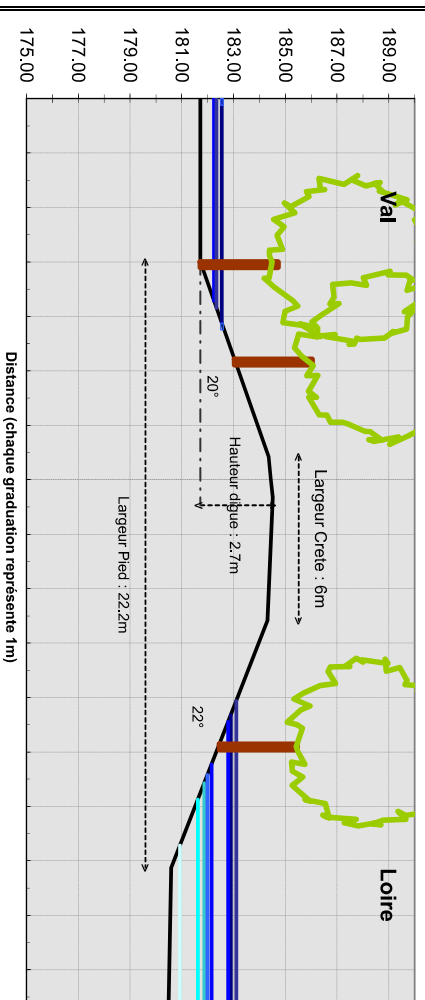 Val
Loire
189.00
187.00
185.00
183.00
181.00
179.00
177.00
175.00
Largeur Crete : 6m
Hauteur digue : 2.7m
20°
22°
Largeur Pied : 22.2m
Distance (chaque graduation représente 1m)